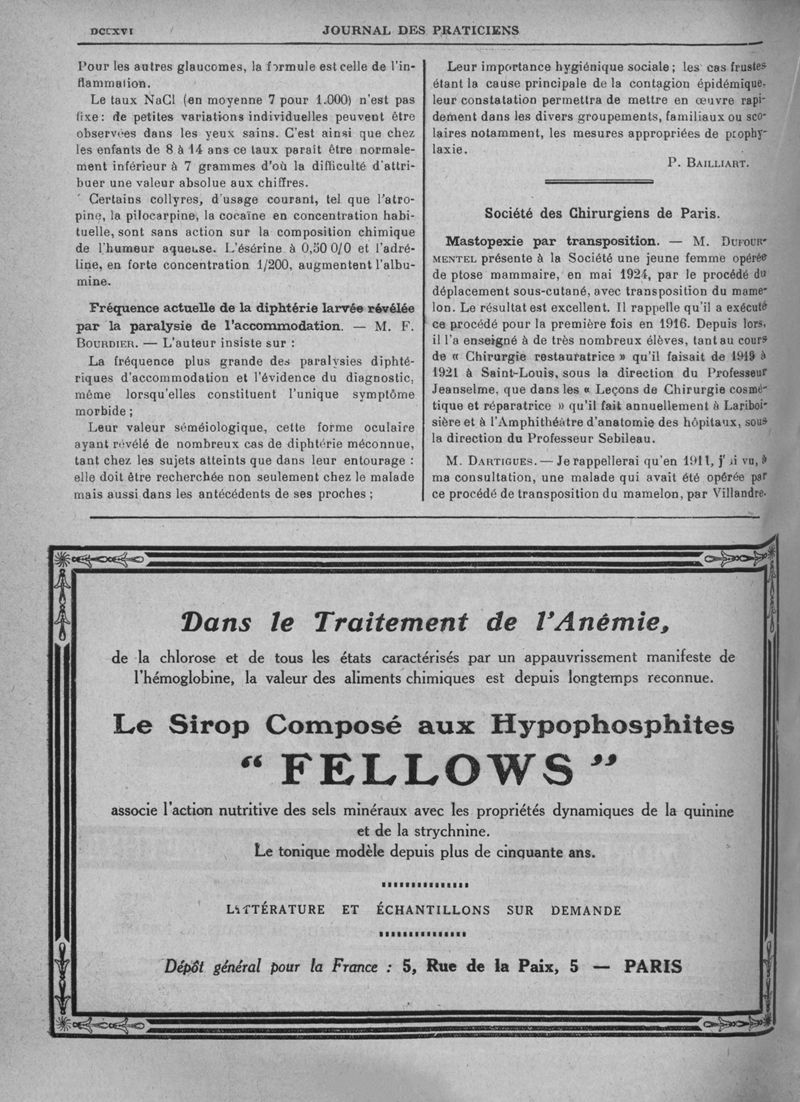 DCCXVI
JOURNAL DES PRATICIENS
Pour les autres glaucomes, la formule est celle de l'in-
flammation.
Le taux NaCl (en moyenne 7 pour 1.000) n'est pas
fixe: de petites variations individuelles peuvent être
observées dans les yeux sains. C'est ainsi que chez
les enfants de 8 à 14 ans ce taux paraît être normale-
ment inférieur à 7 grammes d'où la difficulté d'attri-
buer une valeur absolue aux chiffres.
Certains collyres, d'usage courant, tel que l'atro-
pine, la pilocarpine, la cocaïne en concentration habi-
tuelle, sont sans action sur la composition chimique
de l'humeur aqueuse. L'ésérine à 0,50 0/0 et l'adré-
line, en forte concentration 1/200, augmentent l'albu-
mine.
Fréquence actuelle de la diphtérie larvée révélée
par la paralysie de l'accommodation. — M. F.
BOURDIER. — L'auteur insiste sur :
La fréquence plus grande des paralysies diphté-
riques d'accommodation et l'évidence du diagnostic,
même lorsqu'elles constituent l'unique symptôme
morbide ;
Leur valeur séméiologique, cette forme oculaire
ayant révélé de nombreux cas de diphtérie méconnue,
tant chez les sujets atteints que dans leur entourage :
elle doit être recherchée non seulement chez le malade
mais aussi dans les antécédents de ses proches ;
Leur importance hygiénique sociale ; les cas frustes
étant la cause principale de la contagion épidémique,
leur constatation permettra de mettre en œuvre rapi-
dement dans les divers groupements, familiaux ou sco-
laires notamment, les mesures appropriées de prophy-
laxie.
P. BAILLIART.
Société des Chirurgiens de Paris.
Mastopexie par transposition. — M. DUFOUR-
MENTEL présente à la Société une jeune femme opérée
de ptose mammaire, en mai 1924, par le procédé du
déplacement sous-cutané, avec transposition du mame-
lon. Le résultat est excellent. Il rappelle qu'il a exécuté
ce procédé pour la première fois en 1916. Depuis lors,
il l'a enseigné à de très nombreux élèves, tant au cours
de « Chirurgie restauratrice » qu'il faisait de 1919 à
1921 à Saint-Louis, sous la direction du Professeur
Jeanselme, que dans les « Leçons de Chirurgie cosmé-
tique et réparatrice » qu'il fait annuellement à Lariboi-
sière et à l'Amphithéâtre d'anatomie des hôpitaux, sous
la direction du Professeur Sebileau.
M. DARTIGUES. — Je rappellerai qu'en 1911, j'ai vu, à
ma consultation, une malade qui avait été opérée par
ce procédé de transposition du mamelon, par Villandre.
Dans le Traitement de l'Anémie,
de la chlorose et de tous les états caractérisés par un appauvrissement manifeste de
l'hémoglobine, la valeur des aliments chimiques est depuis longtemps reconnue.
Le Sirop Composé aux Hypophosphites
“ FELLOWS ”
associe l'action nutritive des sels minéraux avec les propriétés dynamiques de la quinine
et de la strychnine.
Le tonique modèle depuis plus de cinquante ans.
LITTÉRATURE ET ÉCHANTILLONS SUR DEMANDE
Dépôt général pour la France : 5, Rue de la Paix, 5 — PARIS